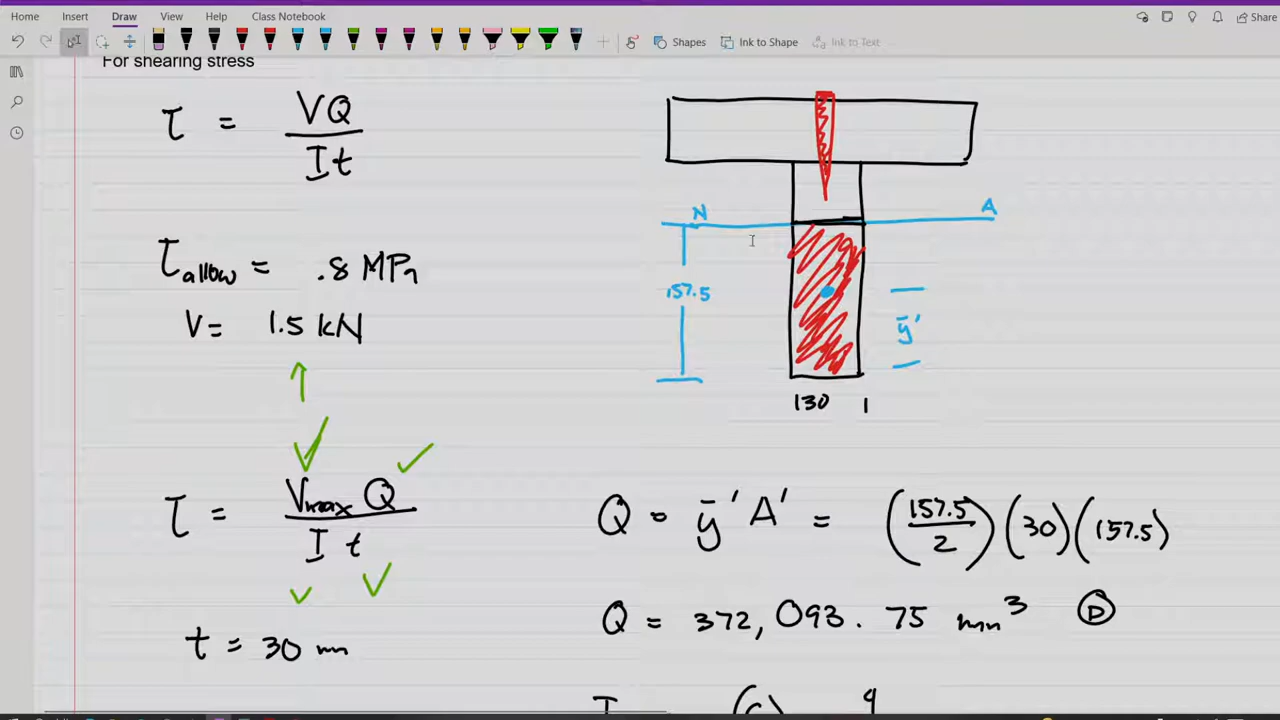 Home Insert Draw View Help Class Notebook Share
Shapes Ink to Shape Ink to Text
For shearing stress
τ = VQ / It
τallow = .8 MPa
V = 1.5 kN
τ = Vmax Q / I t
t = 30 mm
N A
157.5
ȳ'
|30 |
Q = ȳ' A' = (157.5 / 2)(30)(157.5)
Q = 372,093.75 mm³ Ⓓ